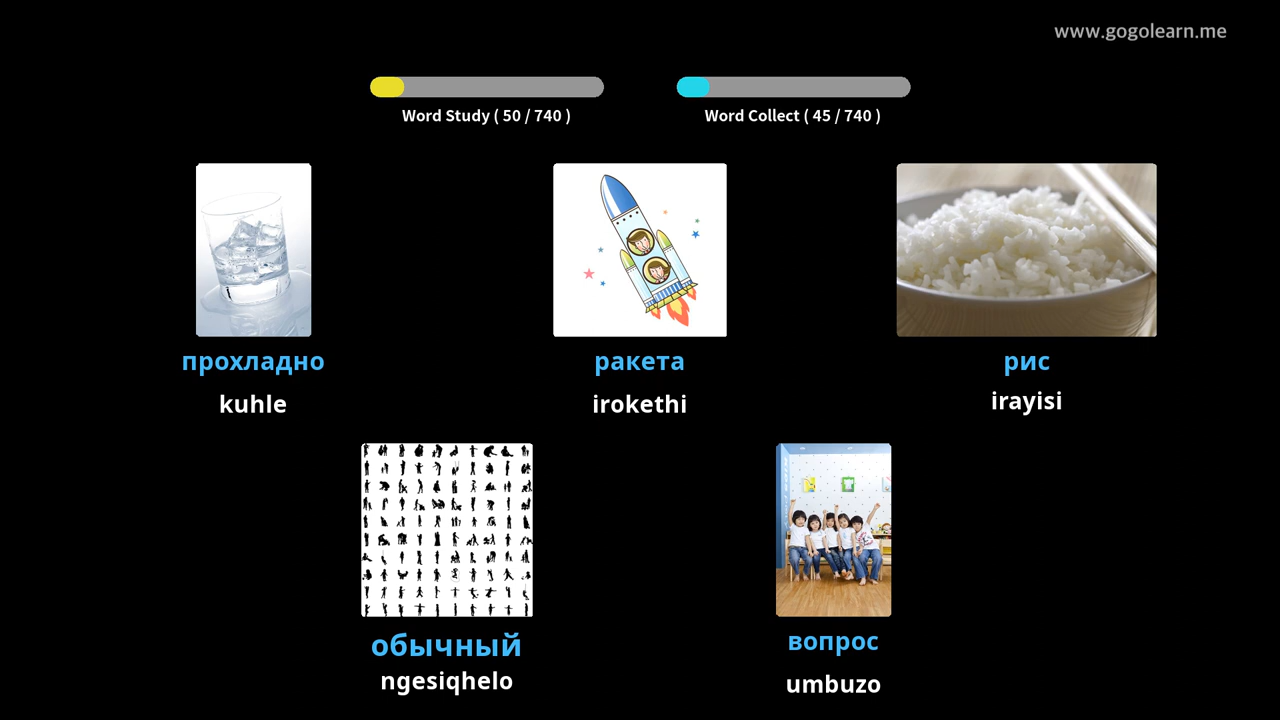 www.gogolearn.me
Word Study ( 50 / 740 )
Word Collect ( 45 / 740 )
прохладно
kuhle
ракета
irokethi
рис
irayisi
обычный
ngesiqhelo
вопрос
umbuzo